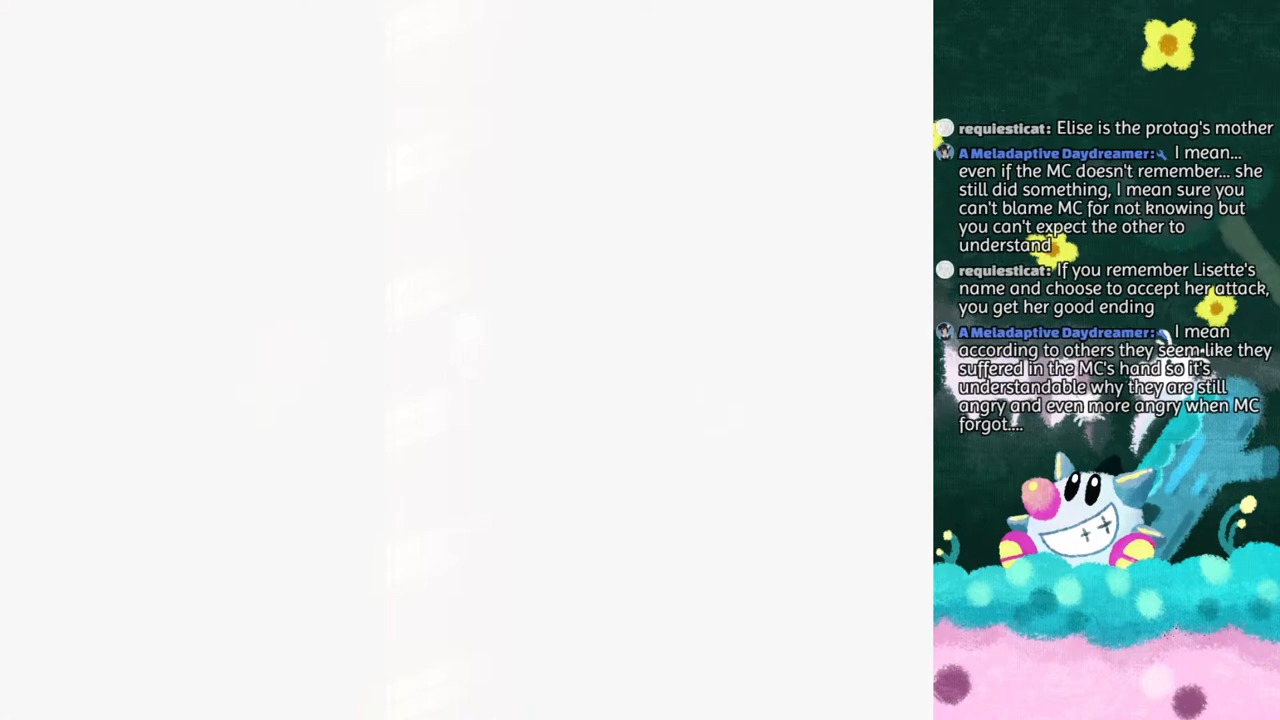 requiesticat: Elise is the protag's mother
A Meladaptive Daydreamer: I mean...
even if the MC doesn't remember... she
still did something, I mean sure you
can't blame MC for not knowing but
you can't expect the other to
understand
requiesticat: If you remember Lisette's
name and choose to accept her attack,
you get her good ending
A Meladaptive Daydreamer: I mean
according to others they seem like they
suffered in the MC's hand so it's
understandable why they are still
angry and even more angry when MC
forgot....